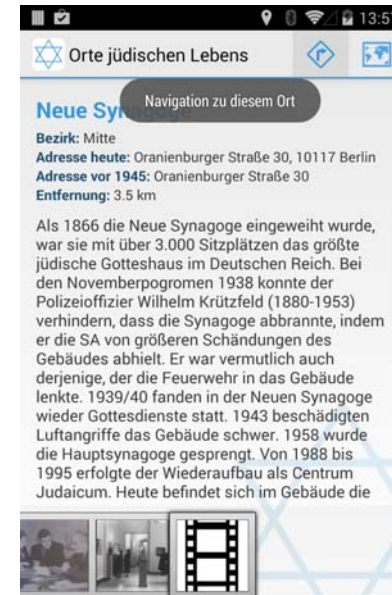 13:57
Orte jüdischen Lebens
Navigation zu diesem Ort
Neue Synagoge
Bezirk: Mitte
Adresse heute: Oranienburger Straße 30, 10117 Berlin
Adresse vor 1945: Oranienburger Straße 30
Entfernung: 3.5 km
Als 1866 die Neue Synagoge eingeweiht wurde,
war sie mit über 3.000 Sitzplätzen das größte
jüdische Gotteshaus im Deutschen Reich. Bei
den Novemberpogromen 1938 konnte der
Polizeioffizier Wilhelm Krützfeld (1880-1953)
verhindern, dass die Synagoge abbrannte, indem
er die SA von größeren Schändungen des
Gebäudes abhielt. Er war vermutlich auch
derjenige, der die Feuerwehr in das Gebäude
lenkte. 1939/40 fanden in der Neuen Synagoge
wieder Gottesdienste statt. 1943 beschädigten
Luftangriffe das Gebäude schwer. 1958 wurde
die Hauptsynagoge gesprengt. Von 1988 bis
1995 erfolgte der Wiederaufbau als Centrum
Judaicum. Heute befindet sich im Gebäude die